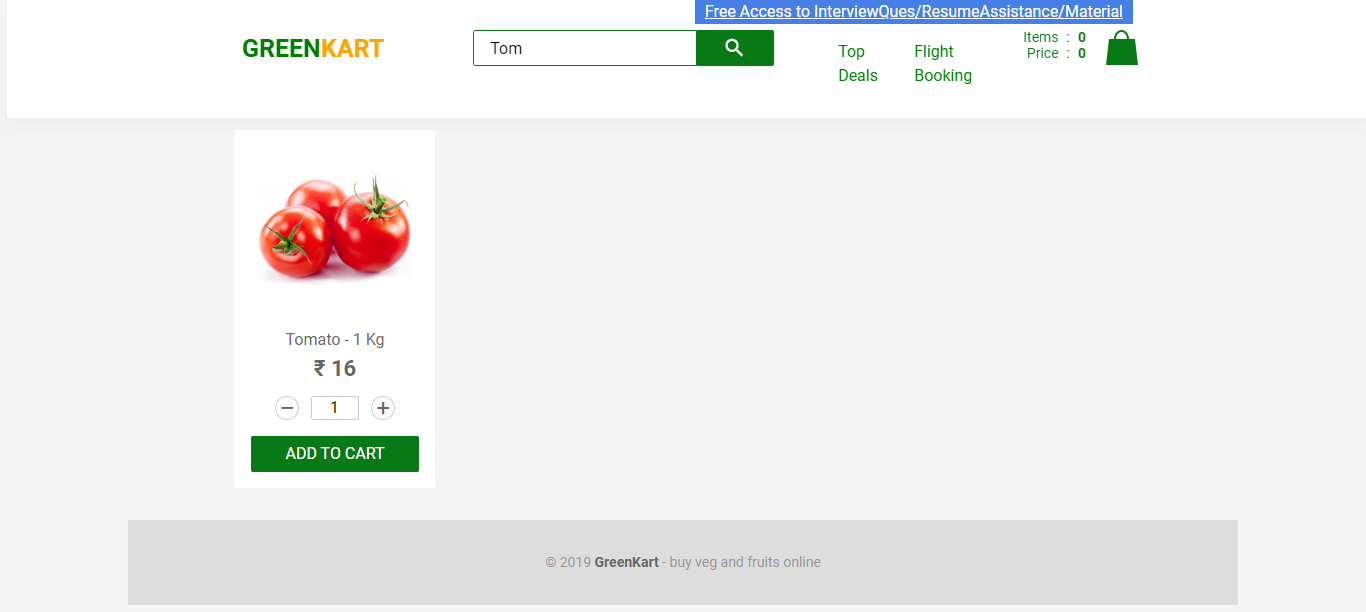 Free Access to InterviewQues/ResumeAssistance/Material
GREENKART
Tom
Top
Deals
Flight
Booking
Items : 0
Price : 0
Tomato - 1 Kg
₹ 16
1
ADD TO CART
© 2019 GreenKart - buy veg and fruits online